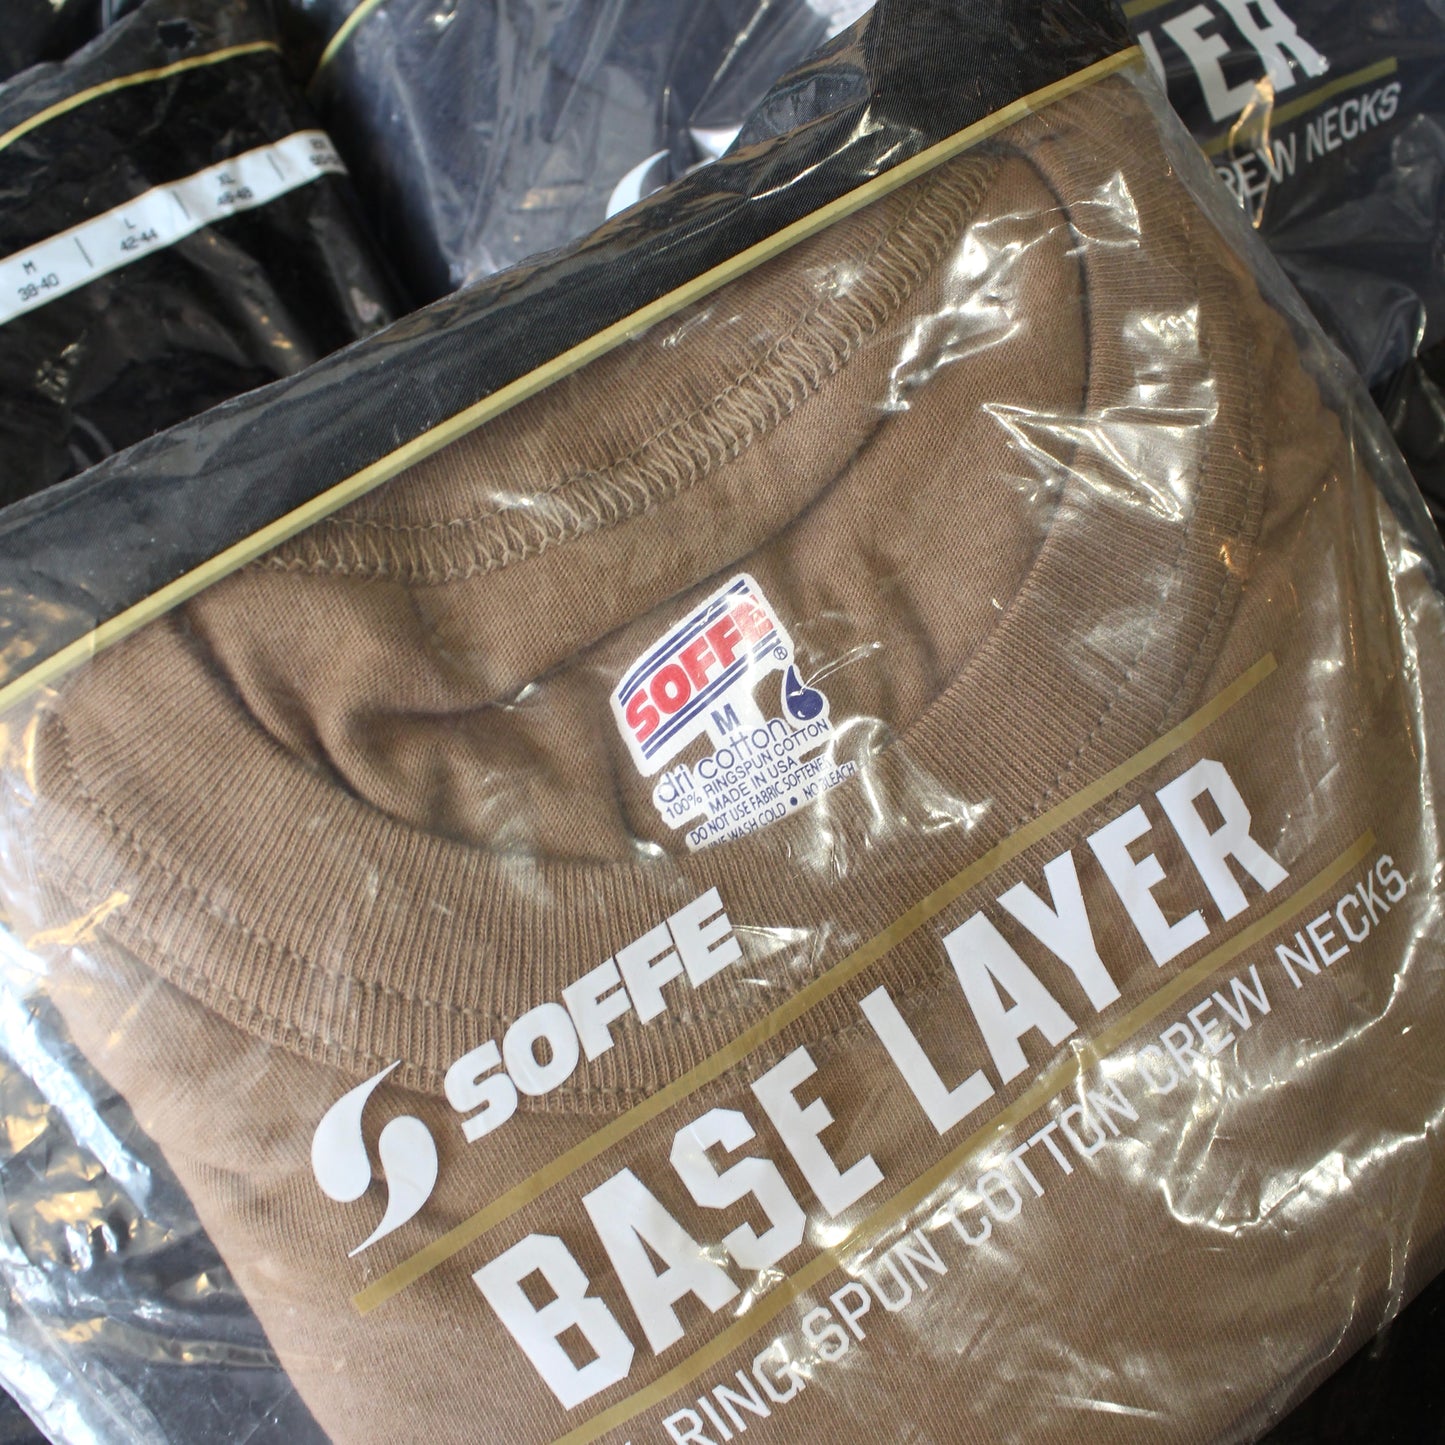 M
38-40
L
42-44
XL
46-48
YER
CREW NECKS
SOFFE
®
M
dri cotton
100% RINGSPUN COTTON
MADE IN USA
DO NOT USE FABRIC SOFTENER
WASH COLD • NO BLEACH
SOFFE
BASE LAYER
RING SPUN COTTON CREW NECKS